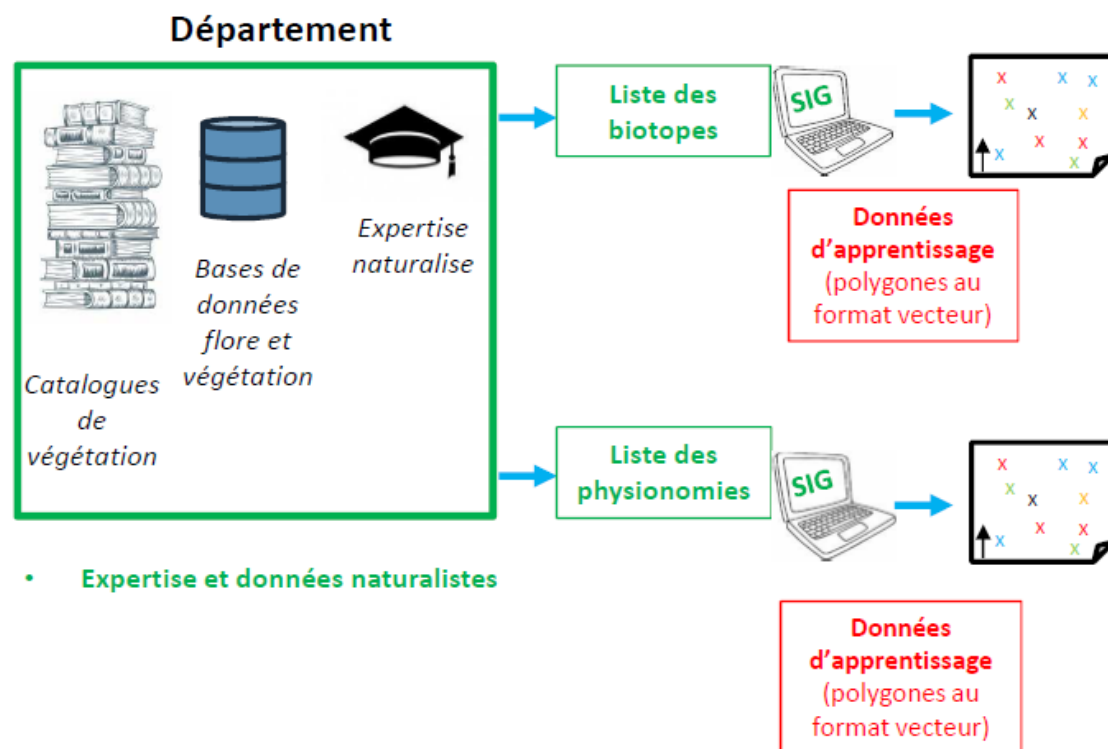 Département
Catalogues
de
végétation
Bases de
données
flore et
végétation
Expertise
naturalise
• Expertise et données naturalistes
Liste des
biotopes
SIG
x x x
x x x
x x
x x
Données
d'apprentissage
(polygones au
format vecteur)
Liste des
physionomies
SIG
x x x
x x x
x x
x x
Données
d'apprentissage
(polygones au
format vecteur)